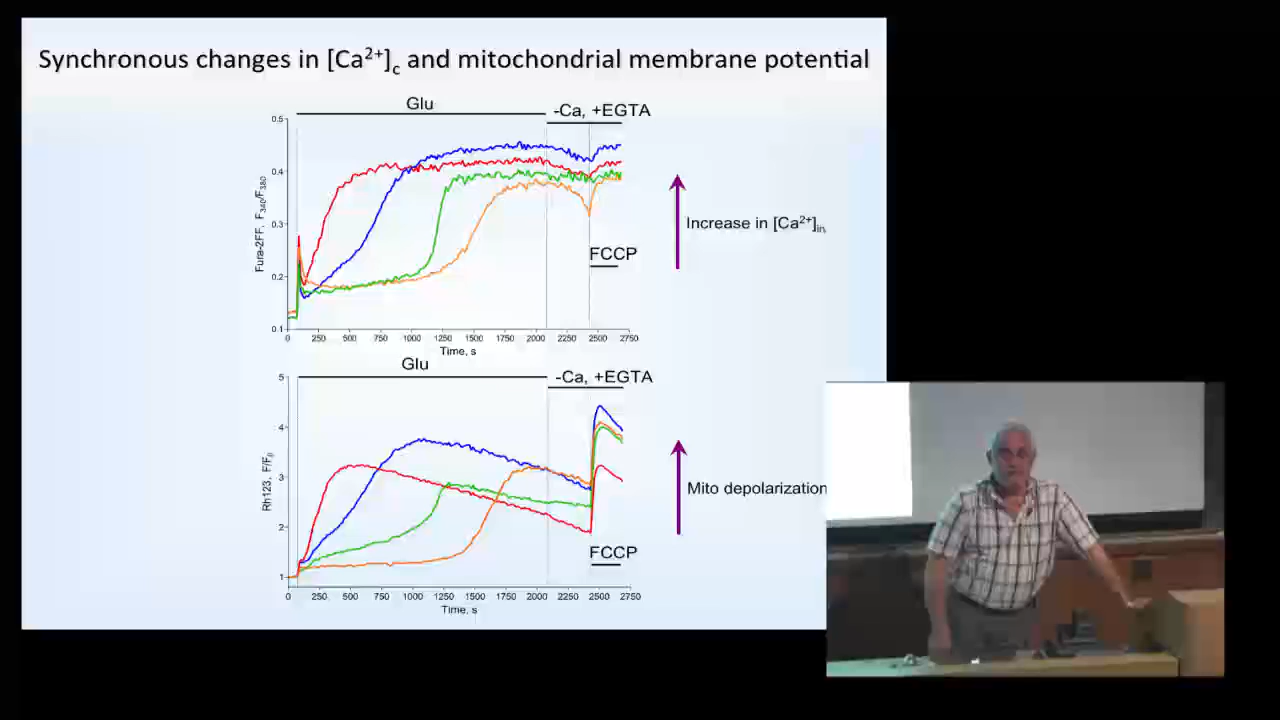 Synchronous changes in [Ca2+]c and mitochondrial membrane potential
Glu
-Ca, +EGTA
0.5
0.4
0.3
0.2
0.1
Fura-2FF, F340/F380
FCCP
Increase in [Ca2+]in,
0 250 500 750 1000 1250 1500 1750 2000 2250 2500 2750
Time, s
Glu
-Ca, +EGTA
5
4
3
2
1
Rh123, F/F0
Mito depolarization
FCCP
0 250 500 750 1000 1250 1500 1750 2000 2250 2500 2750
Time, s